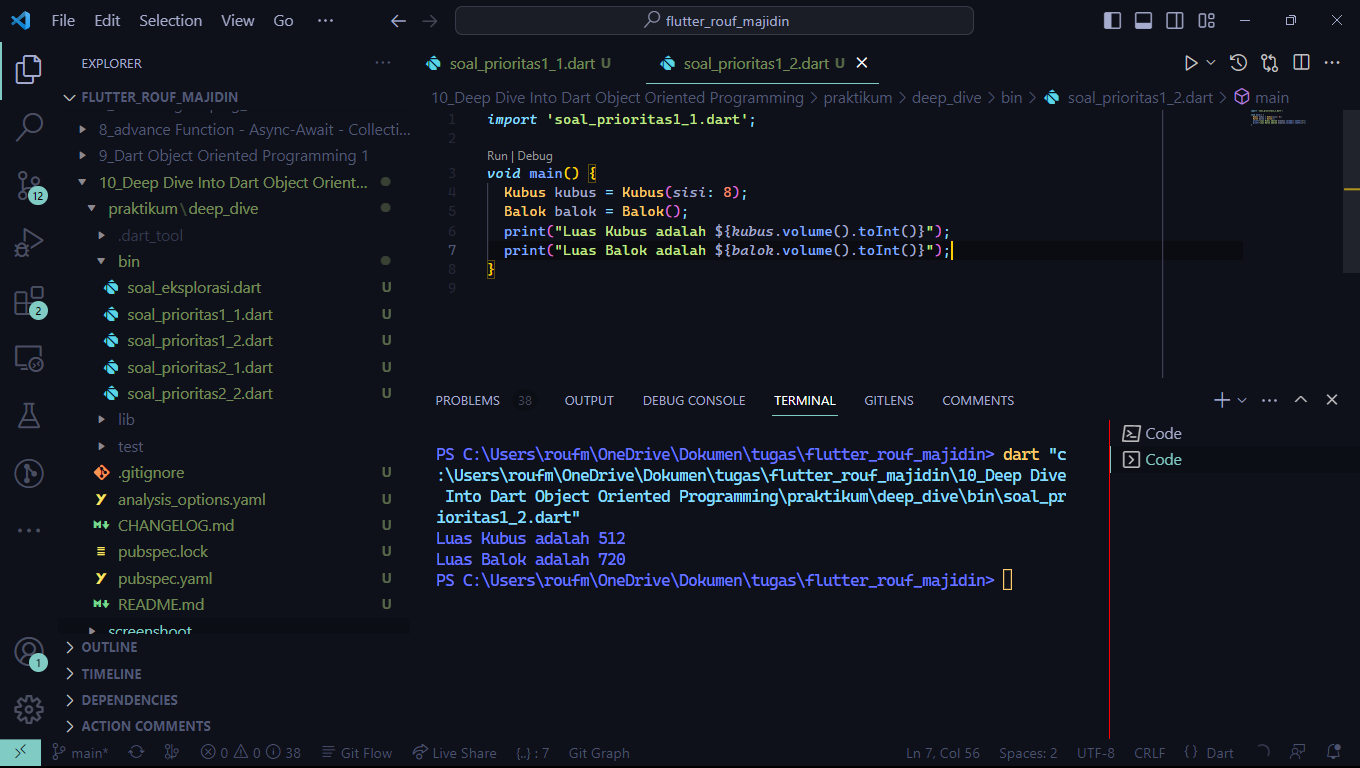 File Edit Selection View Go ···
flutter_rouf_majidin
EXPLORER
FLUTTER_ROUF_MAJIDIN
8_advance Function - Async-Await - Collecti...
9_Dart Object Oriented Programming 1
10_Deep Dive Into Dart Object Orient...
praktikum\deep_dive
.dart_tool
bin
soal_eksplorasi.dart U
soal_prioritas1_1.dart U
soal_prioritas1_2.dart U
soal_prioritas2_1.dart U
soal_prioritas2_2.dart U
lib
test
.gitignore U
analysis_options.yaml U
CHANGELOG.md U
pubspec.lock U
pubspec.yaml U
README.md U
screenshoot
OUTLINE
TIMELINE
DEPENDENCIES
ACTION COMMENTS
12
2
1
soal_prioritas1_1.dart U
soal_prioritas1_2.dart U
10_Deep Dive Into Dart Object Oriented Programming > praktikum > deep_dive > bin > soal_prioritas1_2.dart > main
1 import 'soal_prioritas1_1.dart';
2
Run | Debug
3 void main() {
4 Kubus kubus = Kubus(sisi: 8);
5 Balok balok = Balok();
6 print("Luas Kubus adalah ${kubus.volume().toInt()}");
7 print("Luas Balok adalah ${balok.volume().toInt()}");
8 }
9
PROBLEMS 38 OUTPUT DEBUG CONSOLE TERMINAL GITLENS COMMENTS
PS C:\Users\roufm\OneDrive\Dokumen\tugas\flutter_rouf_majidin> dart "c
:\Users\roufm\OneDrive\Dokumen\tugas\flutter_rouf_majidin\10_Deep Dive
Into Dart Object Oriented Programming\praktikum\deep_dive\bin\soal_pr
ioritas1_2.dart"
Luas Kubus adalah 512
Luas Balok adalah 720
PS C:\Users\roufm\OneDrive\Dokumen\tugas\flutter_rouf_majidin>
Code
Code
main* 0 0 38 Git Flow Live Share {..} : 7 Git Graph Ln 7, Col 56 Spaces: 2 UTF-8 CRLF {} Dart